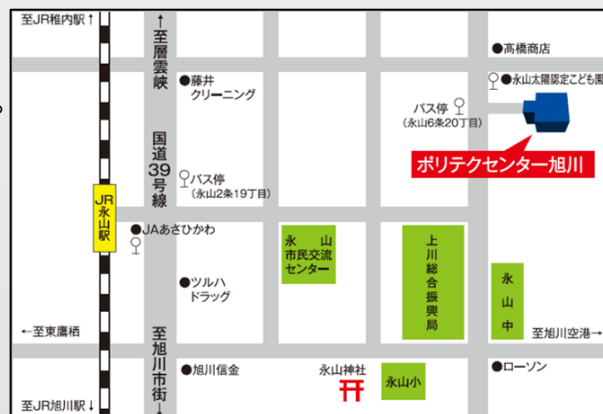 至JR稚内駅↑
↑至層雲峡
国道39号線
至旭川市街↓
●髙橋商店
●永山太陽認定こども園
●藤井
クリーニング
バス停
(永山6条20丁目)
ポリテクセンター旭川
バス停
(永山2条19丁目)
JR永山駅
●JAあさひかわ
永山
市民交流
センター
上川総合振興局
永山中
●ツルハ
ドラッグ
←至東鷹栖
至旭川空港→
●旭川信金
永山神社
永山小
●ローソン
至JR旭川駅↓